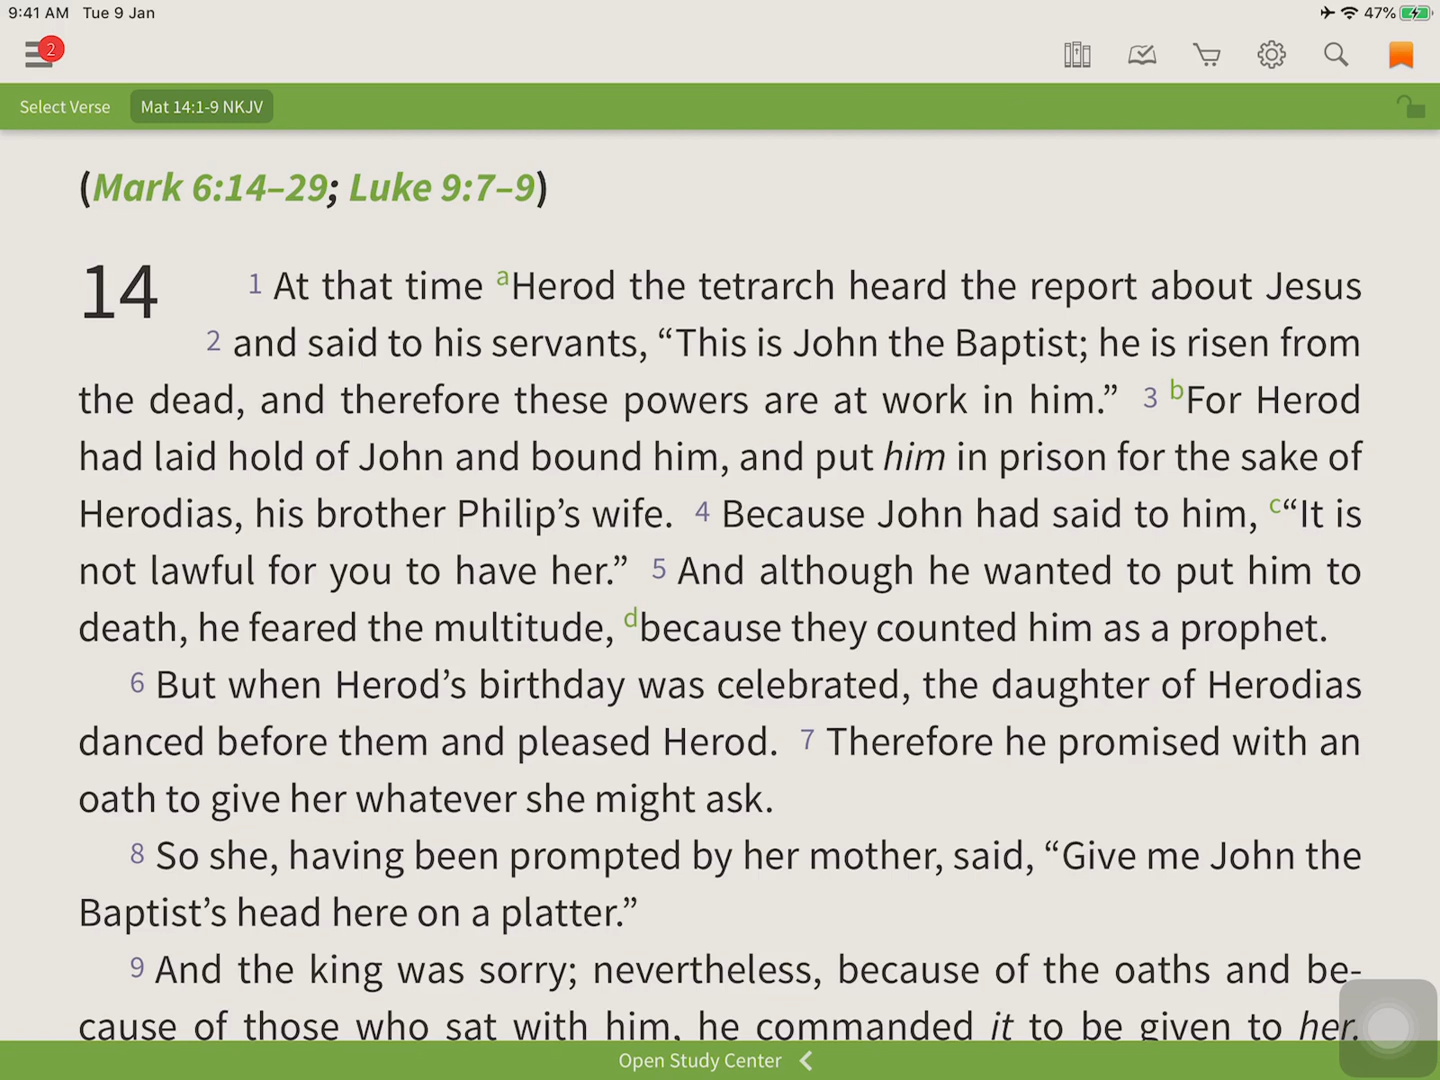 9:41 AM Tue 9 Jan 47%
2
Select Verse Mat 14:1-9 NKJV
(Mark 6:14–29; Luke 9:7–9)
14 1 At that time aHerod the tetrarch heard the report about Jesus
2 and said to his servants, “This is John the Baptist; he is risen from
the dead, and therefore these powers are at work in him.” 3 bFor Herod
had laid hold of John and bound him, and put him in prison for the sake of
Herodias, his brother Philip’s wife. 4 Because John had said to him, c“It is
not lawful for you to have her.” 5 And although he wanted to put him to
death, he feared the multitude, dbecause they counted him as a prophet.
6 But when Herod’s birthday was celebrated, the daughter of Herodias
danced before them and pleased Herod. 7 Therefore he promised with an
oath to give her whatever she might ask.
8 So she, having been prompted by her mother, said, “Give me John the
Baptist’s head here on a platter.”
9 And the king was sorry; nevertheless, because of the oaths and be-
cause of those who sat with him, he commanded it to be given to her.
Open Study Center